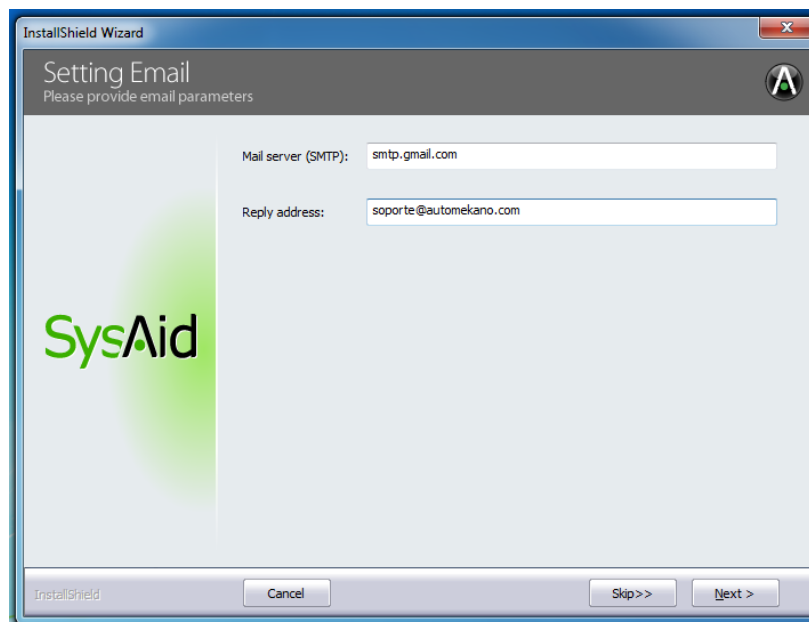 InstallShield Wizard
Setting Email
Please provide email parameters
Mail server (SMTP):
smtp.gmail.com
Reply address:
soporte@automekano.com
SysAid
InstallShield
Cancel
Skip>>
Next >